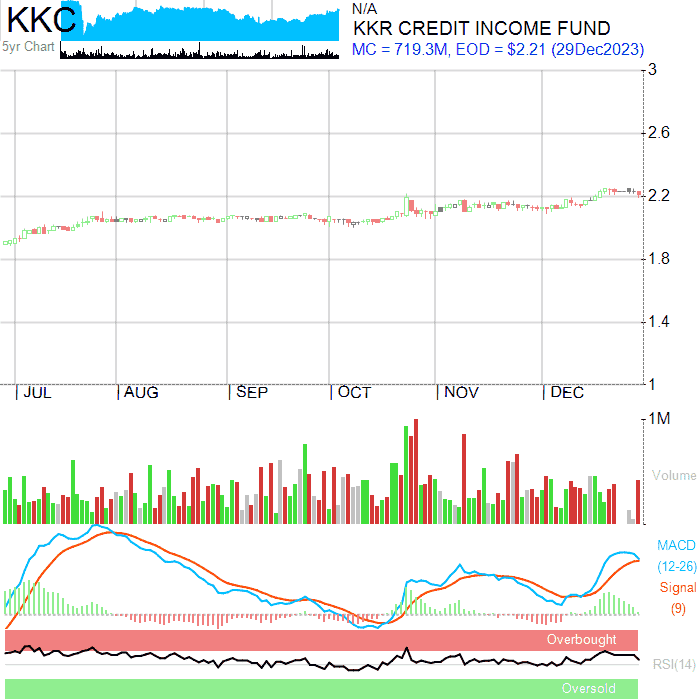 KKC
5yr Chart
N/A
KKR CREDIT INCOME FUND
MC = 719.3M, EOD = $2.21 (29Dec2023)
3
2.6
2.2
1.8
1.4
1
JUL AUG SEP OCT NOV DEC
1M
Volume
MACD
(12-26)
Signal
(9)
Overbought
RSI(14)
Oversold